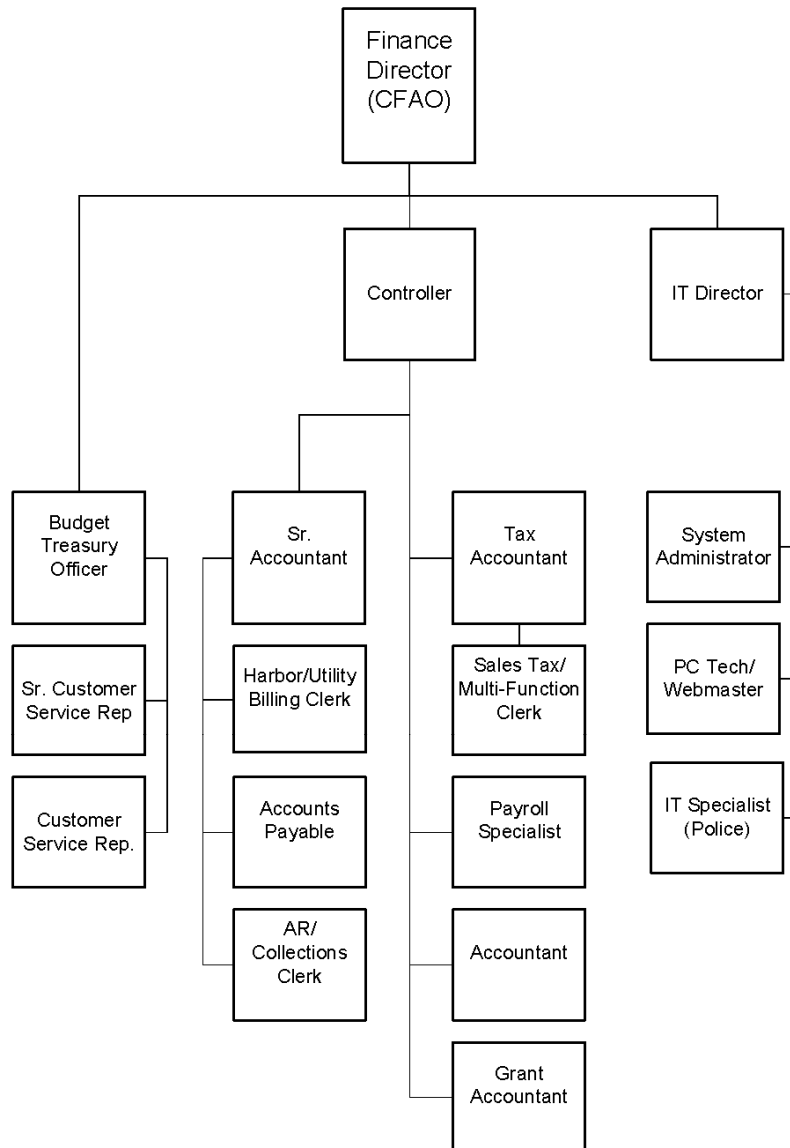 Finance
Director
(CFAO)
Controller
IT Director
Budget
Treasury
Officer
Sr. Customer
Service Rep
Customer
Service Rep.
Sr.
Accountant
Harbor/Utility
Billing Clerk
Accounts
Payable
AR/
Collections
Clerk
Tax
Accountant
Sales Tax/
Multi-Function
Clerk
Payroll
Specialist
Accountant
Grant
Accountant
System
Administrator
PC Tech/
Webmaster
IT Specialist
(Police)